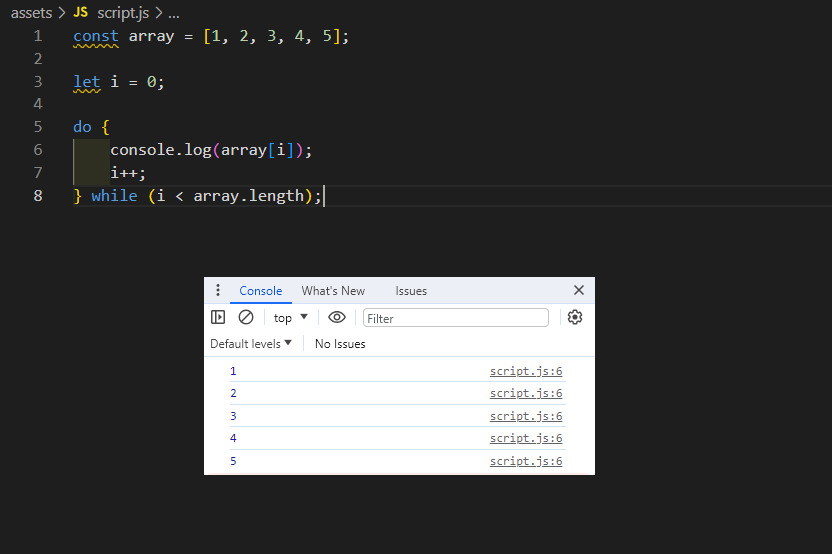 assets > JS script.js > ...
1 const array = [1, 2, 3, 4, 5];
2
3 let i = 0;
4
5 do {
6     console.log(array[i]);
7     i++;
8 } while (i < array.length);
Console What's New Issues
top Filter
Default levels No Issues
1 script.js:6
2 script.js:6
3 script.js:6
4 script.js:6
5 script.js:6